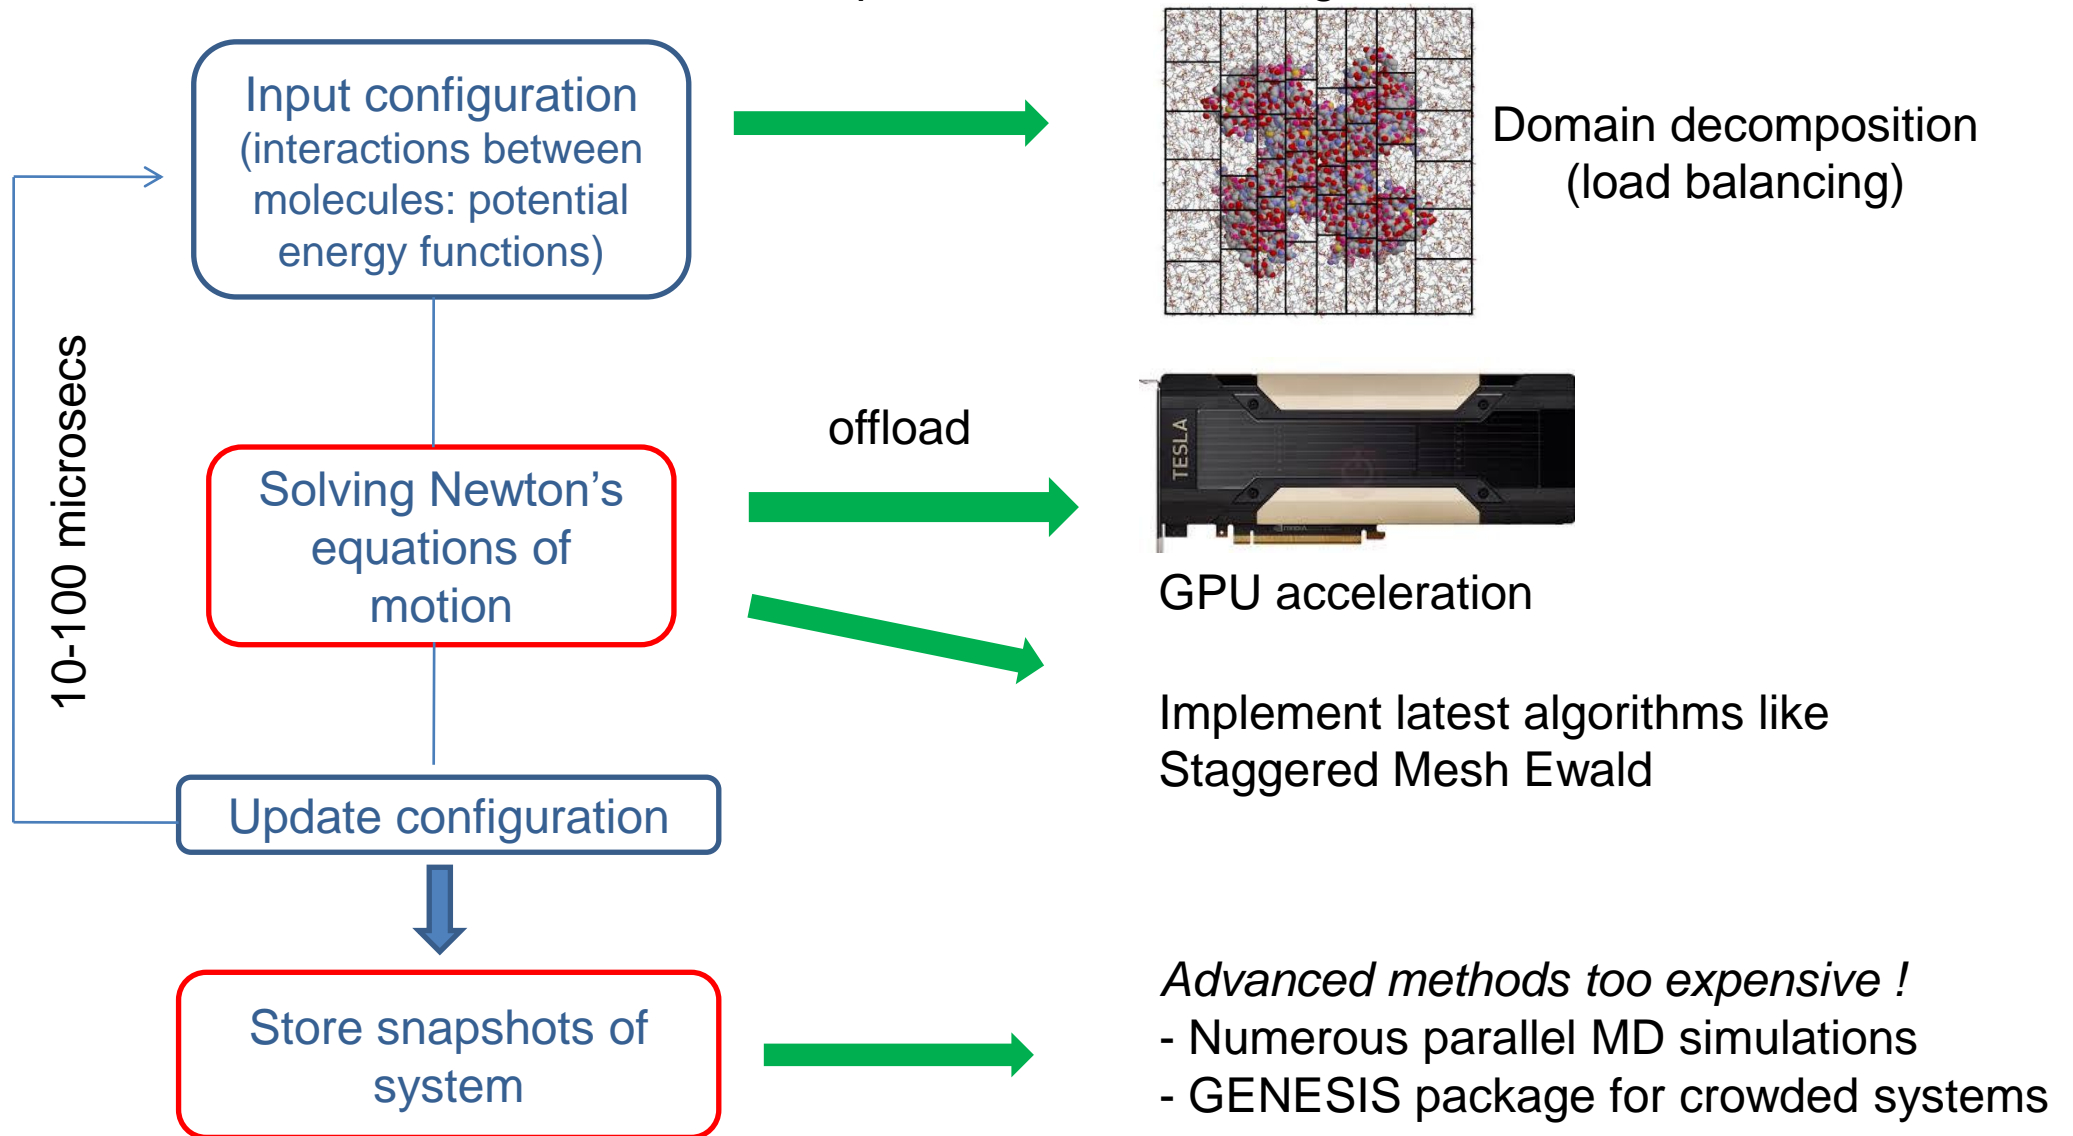 Input configuration
(interactions between
molecules: potential
energy functions)
Domain decomposition
(load balancing)
10-100 microsecs
offload
Solving Newton’s
equations of
motion
TESLA
GPU acceleration
Implement latest algorithms like
Staggered Mesh Ewald
Update configuration
Store snapshots of
system
Advanced methods too expensive !
- Numerous parallel MD simulations
- GENESIS package for crowded systems